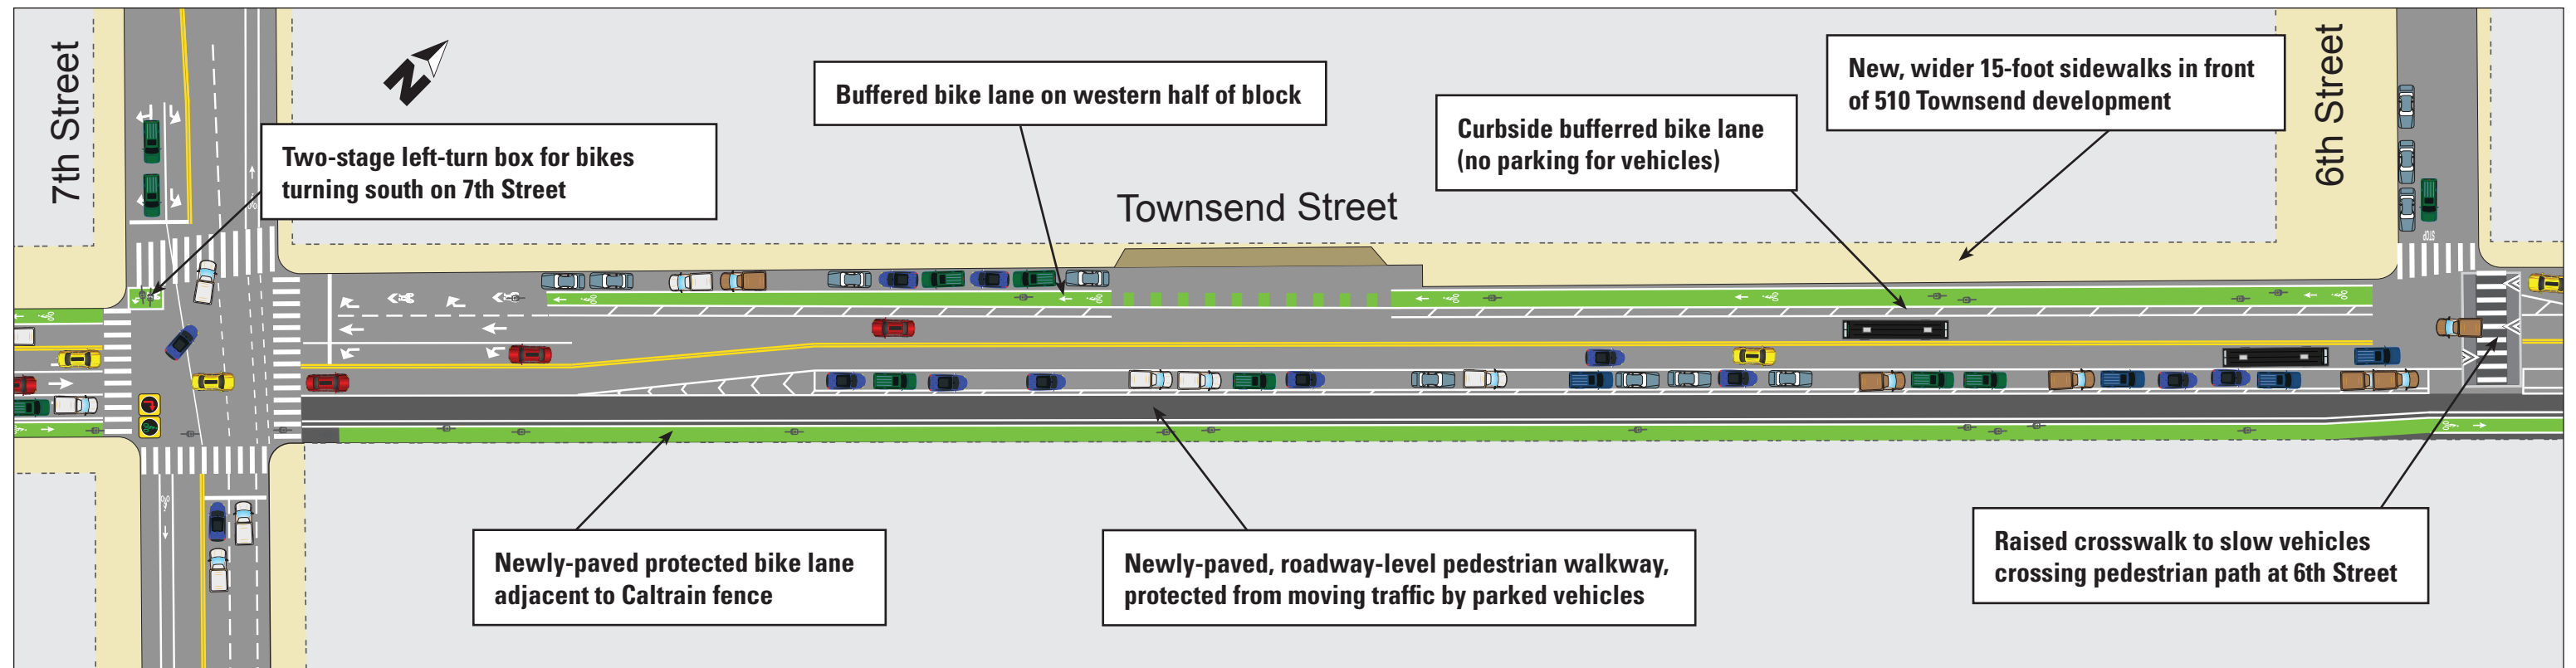 7th Street
N
Two-stage left-turn box for bikes
turning south on 7th Street
Buffered bike lane on western half of block
Townsend Street
Curbside bufferred bike lane
(no parking for vehicles)
New, wider 15-foot sidewalks in front
of 510 Townsend development
6th Street
STOP
Newly-paved protected bike lane
adjacent to Caltrain fence
Newly-paved, roadway-level pedestrian walkway,
protected from moving traffic by parked vehicles
Raised crosswalk to slow vehicles
crossing pedestrian path at 6th Street